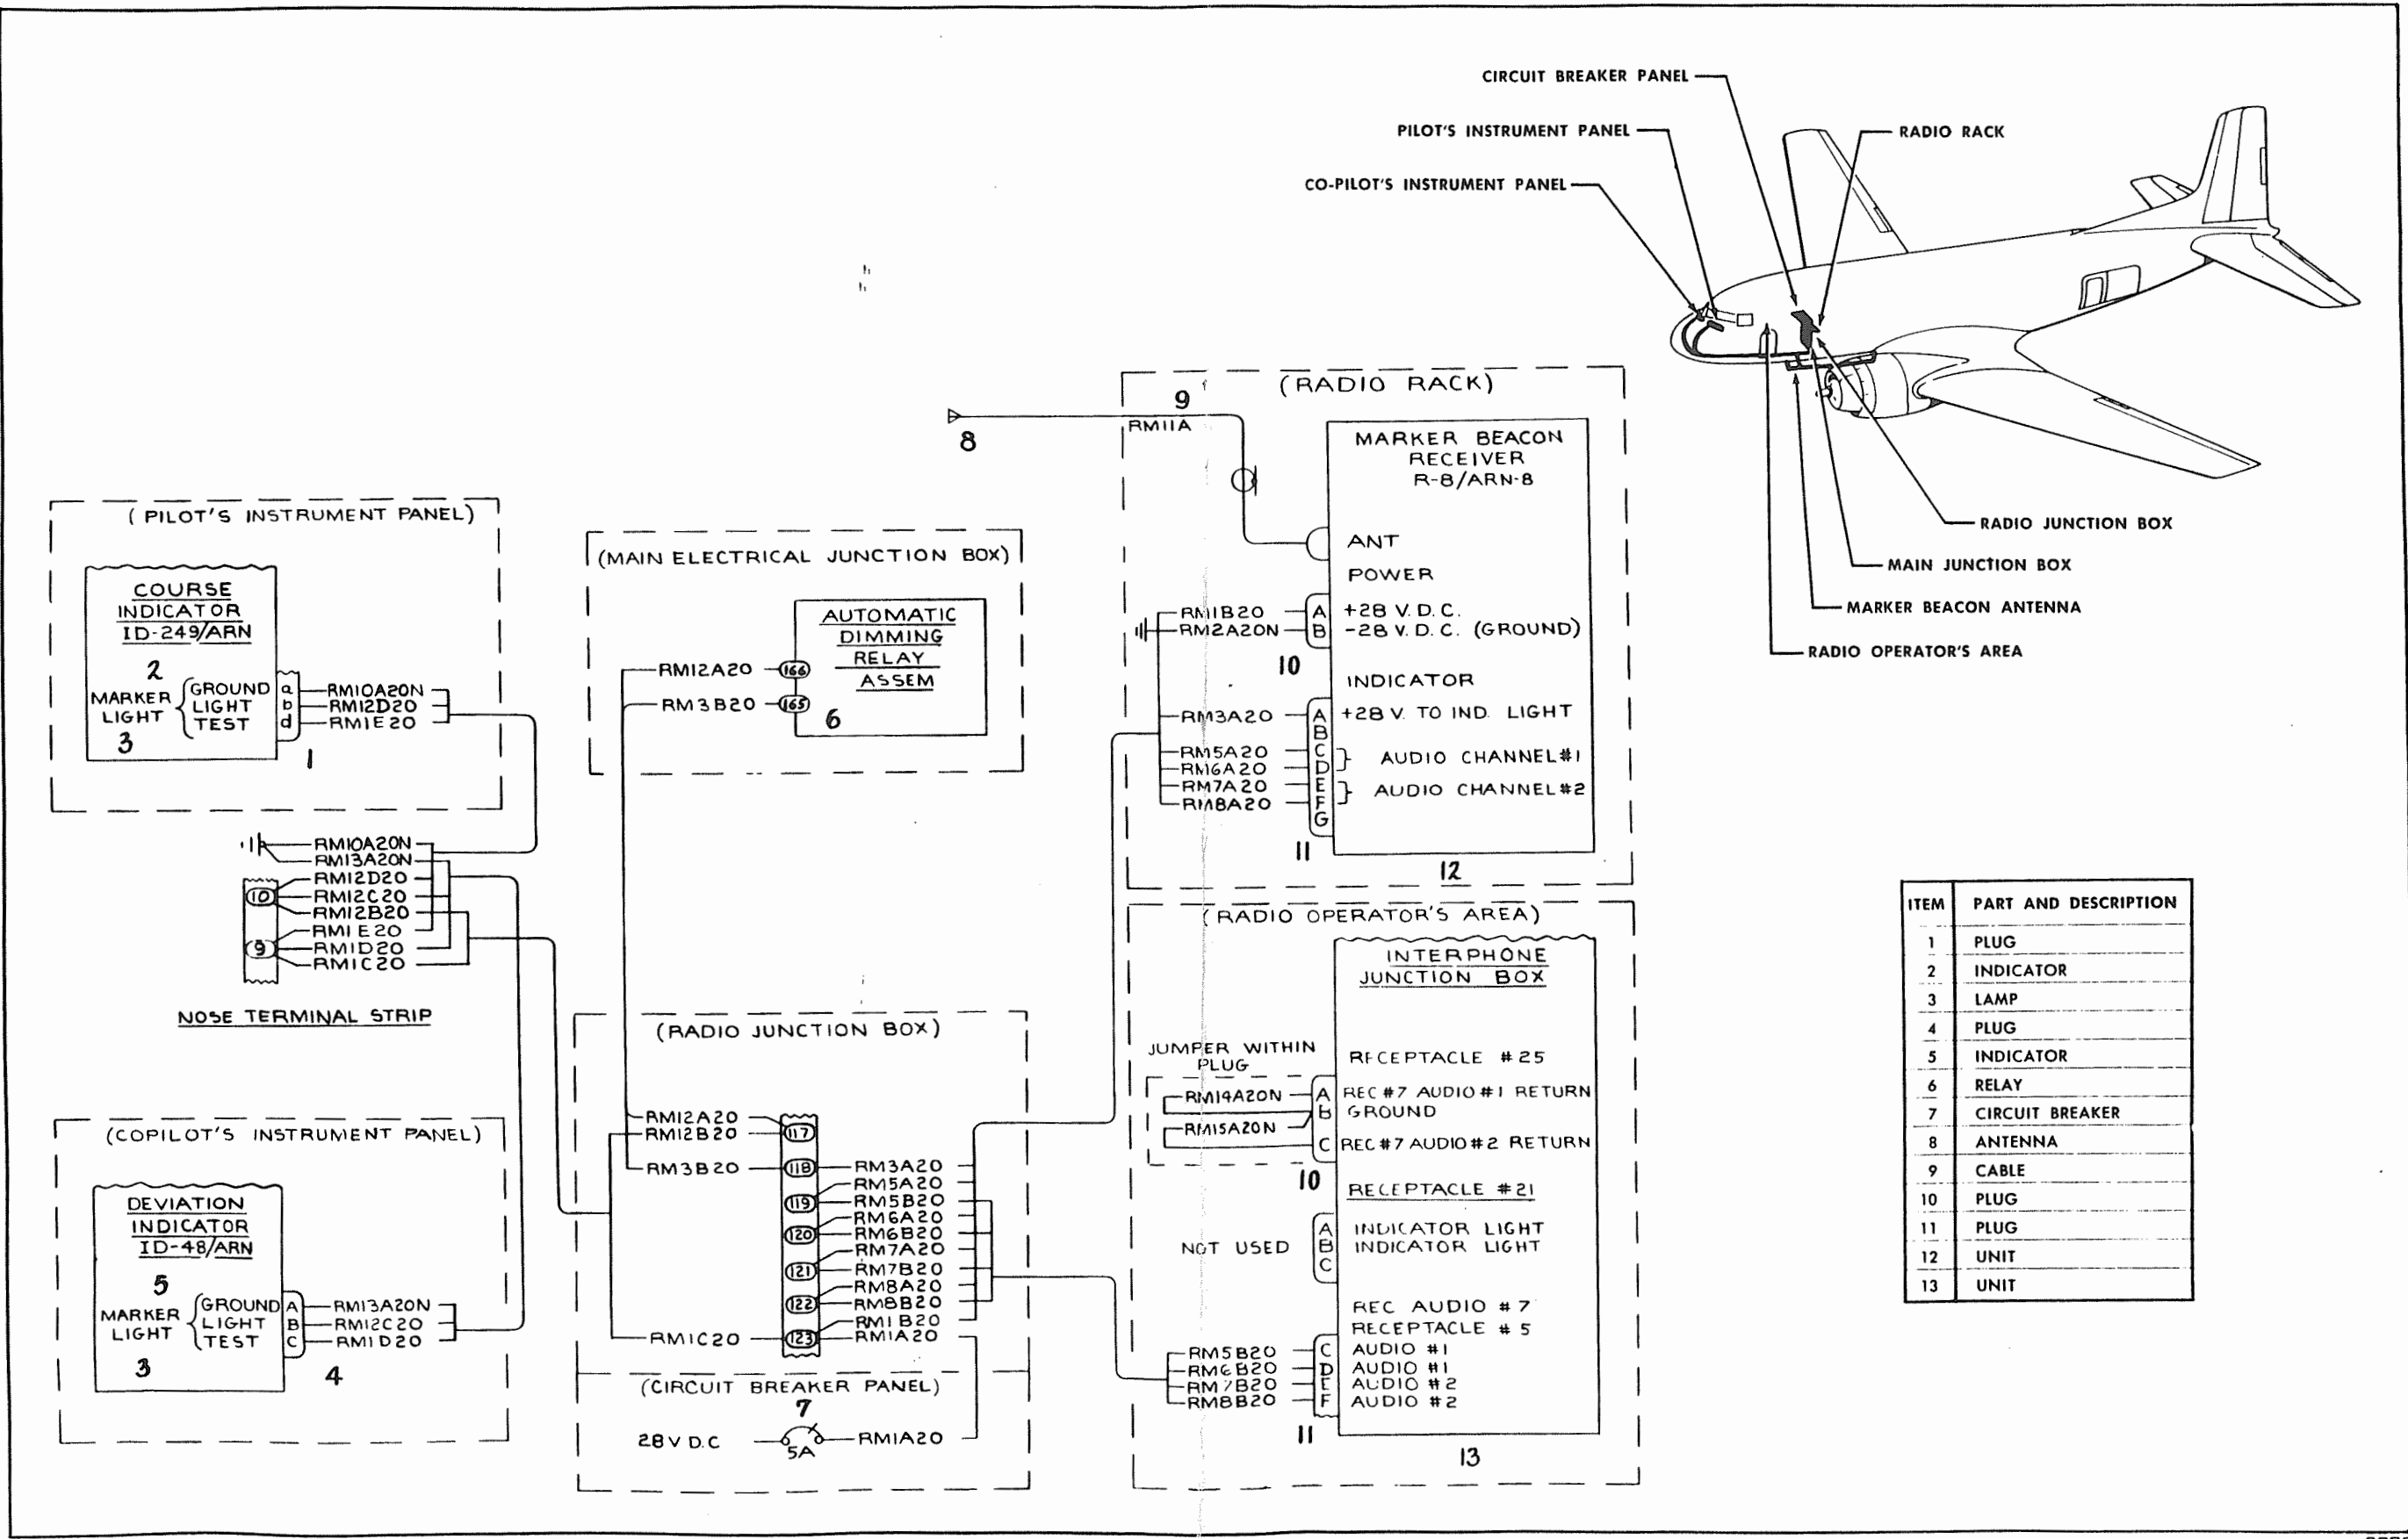 CIRCUIT BREAKER PANEL
PILOT'S INSTRUMENT PANEL
RADIO RACK
CO-PILOT'S INSTRUMENT PANEL
RADIO JUNCTION BOX
MAIN JUNCTION BOX
MARKER BEACON ANTENNA
RADIO OPERATOR'S AREA
(PILOT'S INSTRUMENT PANEL)
COURSE
INDICATOR
ID-249/ARN
2
MARKER LIGHT
GROUND a RM10A20N
LIGHT b RM12D20
TEST d RM1E20
3
1
RM10A20N
RM13A20N
RM12D20
10 RM12C20
RM12B20
RM1E20
9 RM1D20
RM1C20
NOSE TERMINAL STRIP
(COPILOT'S INSTRUMENT PANEL)
DEVIATION
INDICATOR
ID-48/ARN
5
MARKER LIGHT
GROUND A RM13A20N
LIGHT B RM12C20
TEST C RM1D20
3
4
(MAIN ELECTRICAL JUNCTION BOX)
AUTOMATIC
DIMMING
RELAY
ASSEM
RM12A20 166
RM3B20 165
6
(RADIO JUNCTION BOX)
RM12A20
RM12B20 117
RM3B20 118 RM3A20
RM5A20
119 RM5B20
RM6A20
120 RM6B20
RM7A20
121 RM7B20
RM8A20
122 RM8B20
RM1B20
RM1C20 123 RM1A20
(CIRCUIT BREAKER PANEL)
7
28V D.C 5A RM1A20
(RADIO RACK)
8
9
RM11A
MARKER BEACON
RECEIVER
R-8/ARN-8
ANT
POWER
RM1B20 A +28 V.D.C.
RM2A20N B -28 V.D.C. (GROUND)
10
INDICATOR
RM3A20 A +28 V. TO IND. LIGHT
B
RM5A20 C
RM6A20 D AUDIO CHANNEL #1
RM7A20 E
RM8A20 F AUDIO CHANNEL #2
G
11
12
(RADIO OPERATOR'S AREA)
INTERPHONE
JUNCTION BOX
JUMPER WITHIN
PLUG
RECEPTACLE #25
RM14A20N A REC #7 AUDIO #1 RETURN
B GROUND
RM15A20N
C REC #7 AUDIO #2 RETURN
10
RECEPTACLE #21
A INDICATOR LIGHT
NOT USED B INDICATOR LIGHT
C
REC AUDIO #7
RECEPTACLE #5
RM5B20 C AUDIO #1
RM6B20 D AUDIO #1
RM7B20 E AUDIO #2
RM8B20 F AUDIO #2
11
13
ITEM PART AND DESCRIPTION
1 PLUG
2 INDICATOR
3 LAMP
4 PLUG
5 INDICATOR
6 RELAY
7 CIRCUIT BREAKER
8 ANTENNA
9 CABLE
10 PLUG
11 PLUG
12 UNIT
13 UNIT